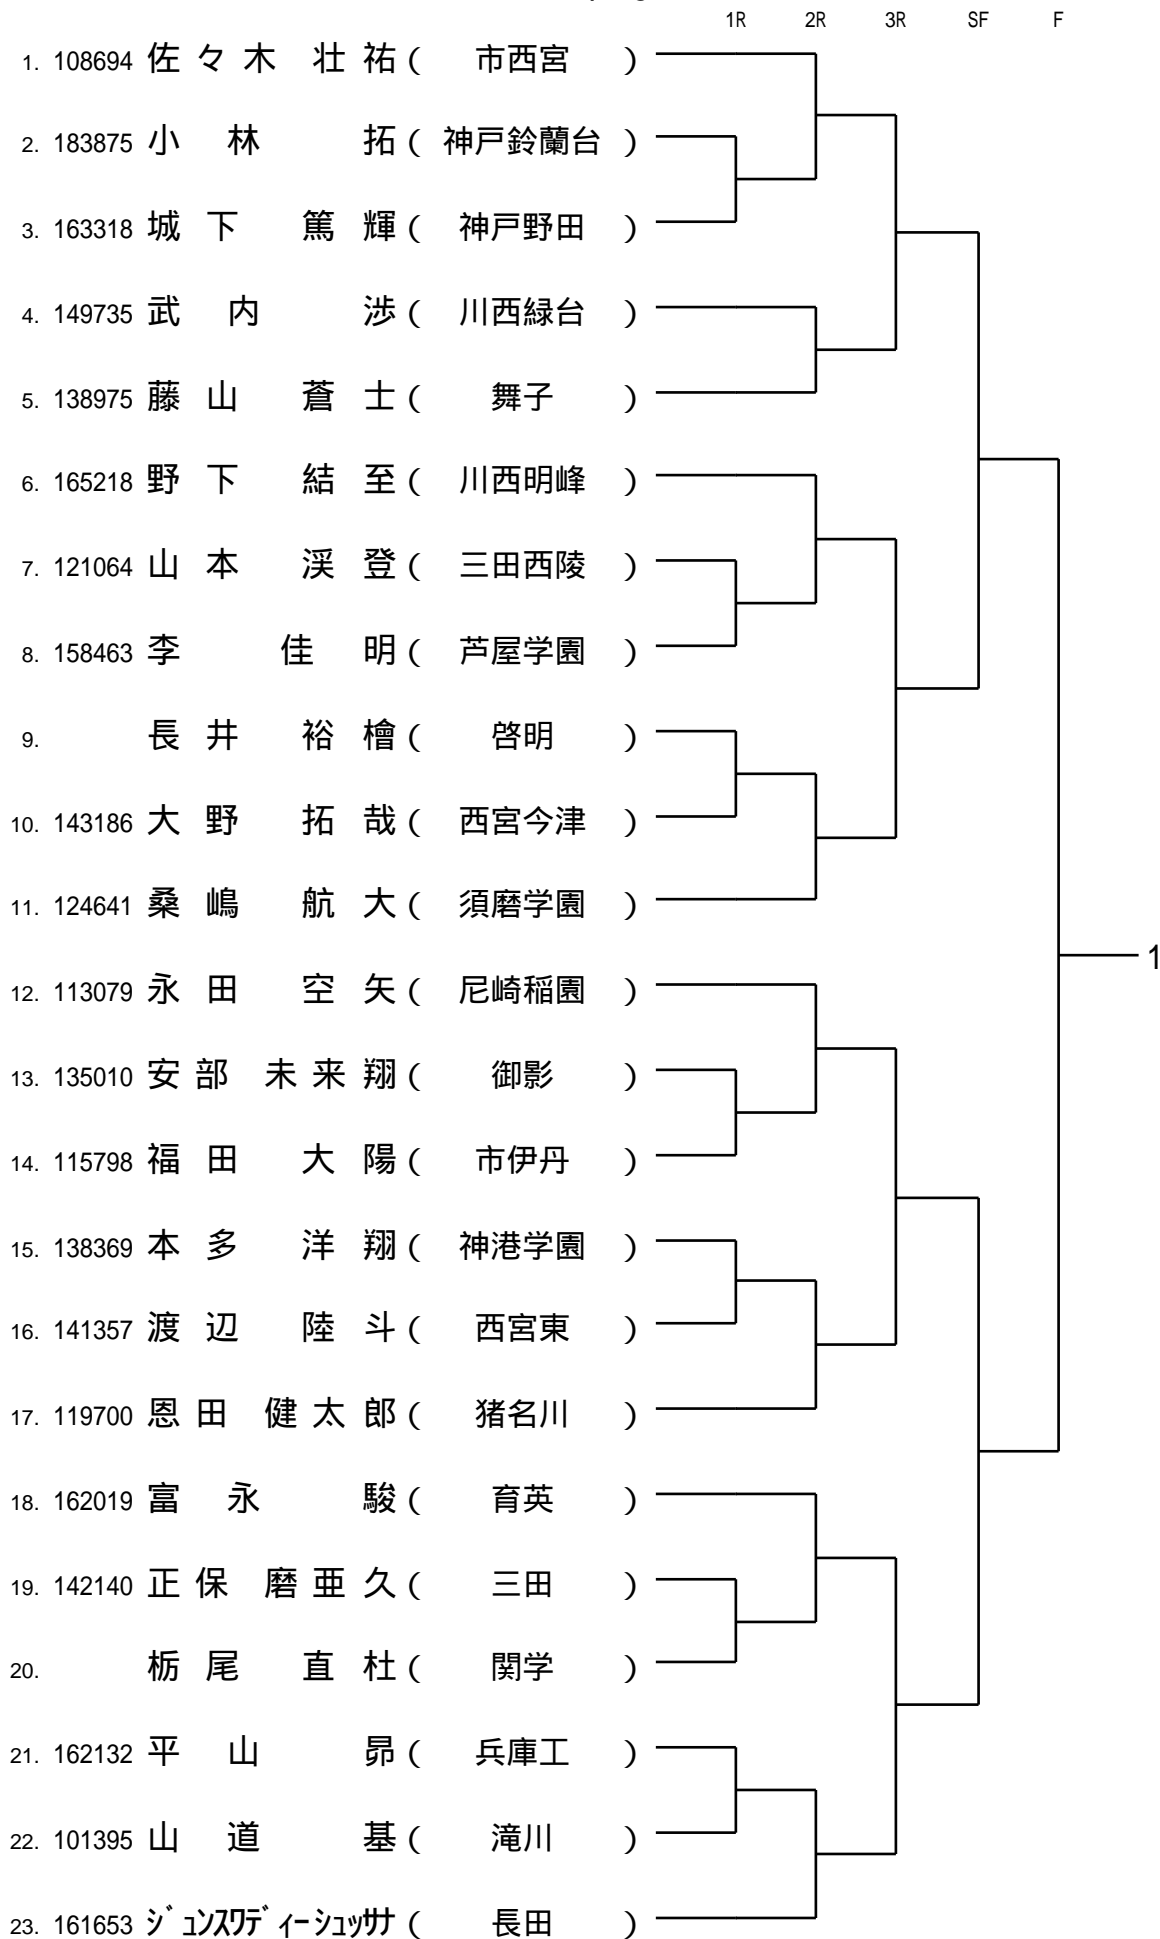 1R 2R 3R SF F
1. 108694 佐々木 壮祐 ( 市西宮 )
2. 183875 小林 拓 ( 神戸鈴蘭台 )
3. 163318 城下 篤輝 ( 神戸野田 )
4. 149735 武内 渉 ( 川西緑台 )
5. 138975 藤山 蒼士 ( 舞子 )
6. 165218 野下 結至 ( 川西明峰 )
7. 121064 山本 渓登 ( 三田西陵 )
8. 158463 李 佳明 ( 芦屋学園 )
9. 長井 裕檜 ( 啓明 )
10. 143186 大野 拓哉 ( 西宮今津 )
11. 124641 桑嶋 航大 ( 須磨学園 )
1
12. 113079 永田 空矢 ( 尼崎稲園 )
13. 135010 安部 未来翔 ( 御影 )
14. 115798 福田 大陽 ( 市伊丹 )
15. 138369 本多 洋翔 ( 神港学園 )
16. 141357 渡辺 陸斗 ( 西宮東 )
17. 119700 恩田 健太郎 ( 猪名川 )
18. 162019 富永 駿 ( 育英 )
19. 142140 正保 磨亜久 ( 三田 )
20. 栃尾 直杜 ( 関学 )
21. 162132 平山 昴 ( 兵庫工 )
22. 101395 山道 基 ( 滝川 )
23. 161653 ｼﾞｭﾝｽﾜﾃﾞｨｰｼｭｯｻﾅ ( 長田 )